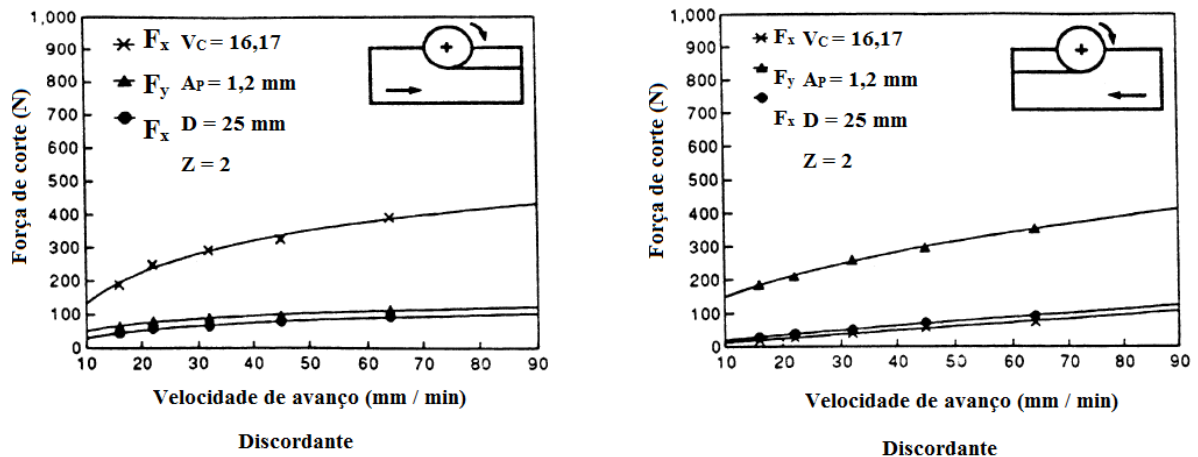 1,000
900
800
700
600
500
400
300
200
100
0
Força de corte (N)
Fx VC = 16,17
Fy AP = 1,2 mm
Fx D = 25 mm
Z = 2
10 20 30 40 50 60 70 80 90
Velocidade de avanço (mm / min)
Discordante
1,000
900
800
700
600
500
400
300
200
100
0
Força de corte (N)
Fx VC = 16,17
Fy AP = 1,2 mm
Fx D = 25 mm
Z = 2
10 20 30 40 50 60 70 80 90
Velocidade de avanço (mm / min)
Discordante